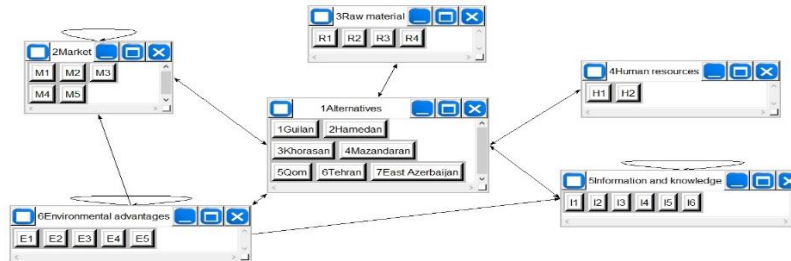 3Raw material
R1 R2 R3 R4
2Market
M1 M2 M3
M4 M5
4Human resources
H1 H2
1Alternatives
1Guilan 2Hamedan
3Khorasan 4Mazandaran
5Qom 6Tehran 7East Azerbaijan
5Information and knowledge
I1 I2 I3 I4 I5 I6
6Environmental advantages
E1 E2 E3 E4 E5